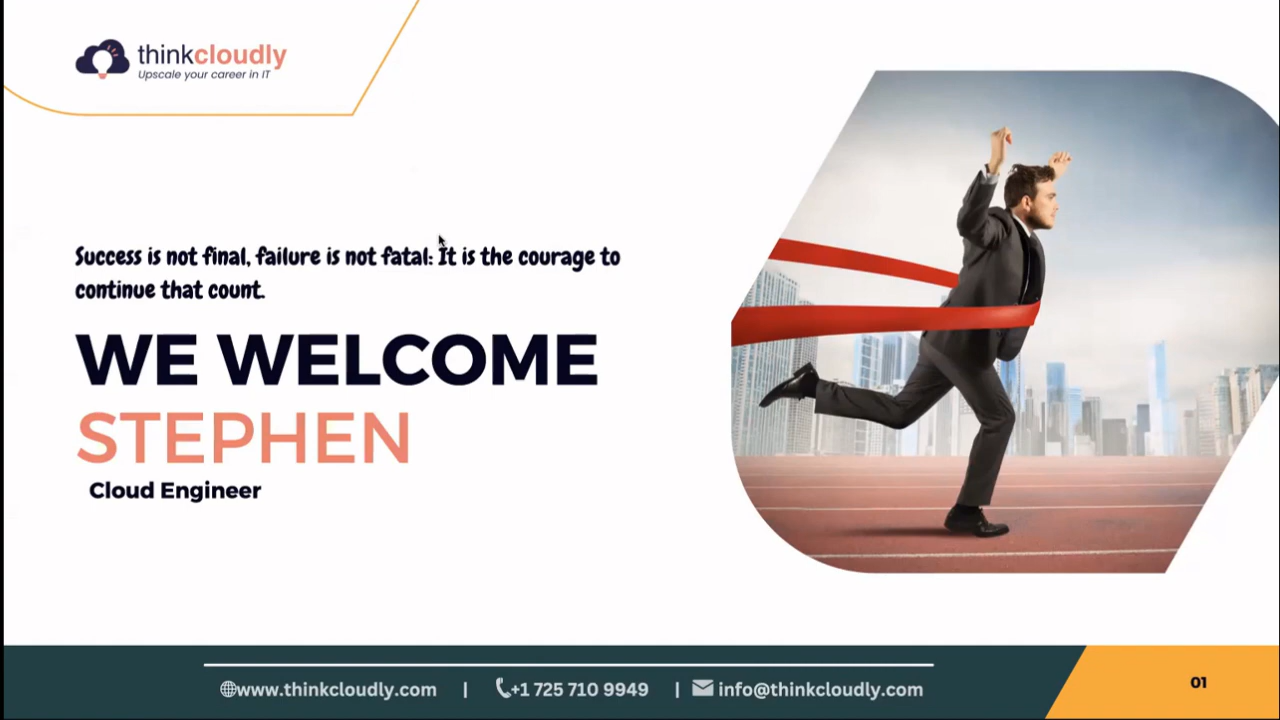 thinkcloudly
Upscale your career in IT
Success is not final, failure is not fatal: It is the courage to
continue that count.
WE WELCOME
STEPHEN
Cloud Engineer
www.thinkcloudly.com | +1 725 710 9949 | info@thinkcloudly.com
01